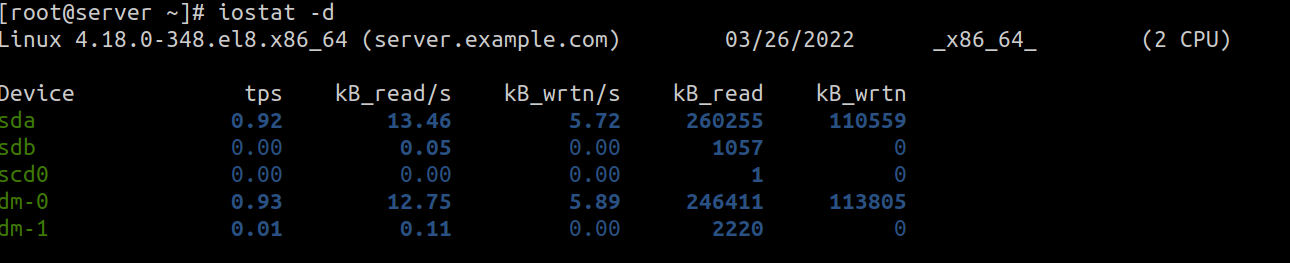 [root@server ~]# iostat -d
Linux 4.18.0-348.el8.x86_64 (server.example.com) 03/26/2022 _x86_64_ (2 CPU)
Device tps kB_read/s kB_wrtn/s kB_read kB_wrtn
sda 0.92 13.46 5.72 260255 110559
sdb 0.00 0.05 0.00 1057 0
scd0 0.00 0.00 0.00 1 0
dm-0 0.93 12.75 5.89 246411 113805
dm-1 0.01 0.11 0.00 2220 0